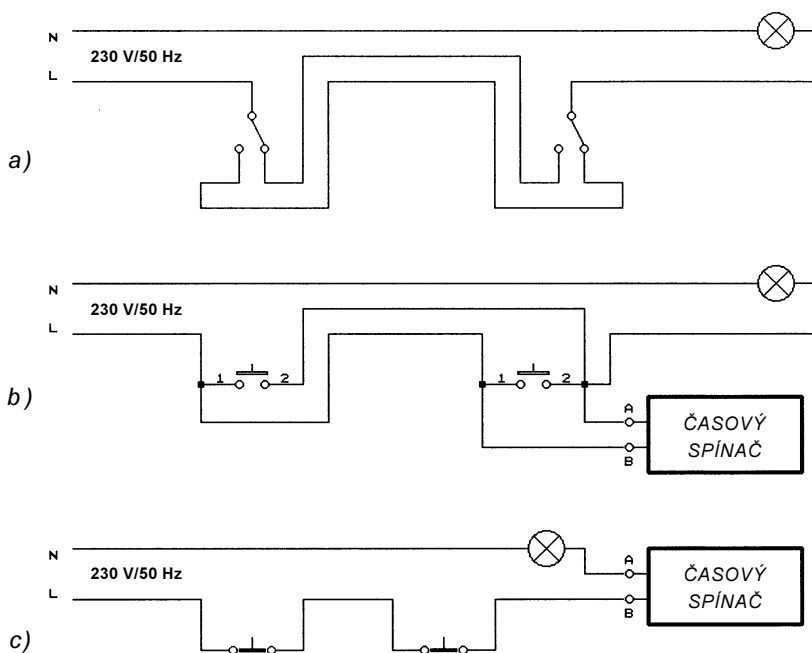 N
230 V/50 Hz
L
a)
N
230 V/50 Hz
L
1 2
1 2
b)
A
ČASOVÝ
SPÍNAČ
B
N
230 V/50 Hz
A
ČASOVÝ
L
SPÍNAČ
B
c)